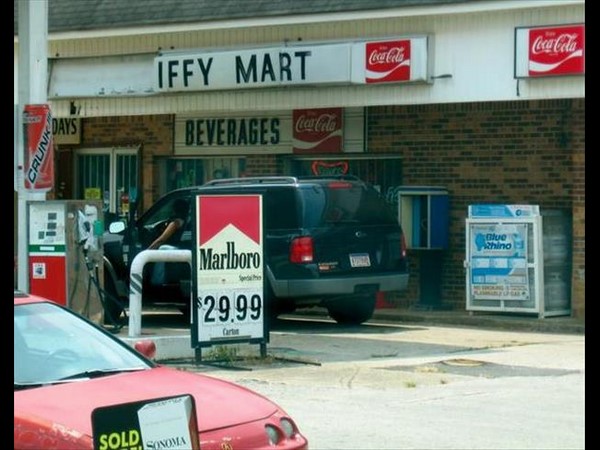 IFFY MART
Coca-Cola
Coca-Cola
DAYS
BEVERAGES
Coca-Cola
CRUNK
Marlboro
Special Price
$29.99
Carton
Blue Rhino
SOLD
SONOMA